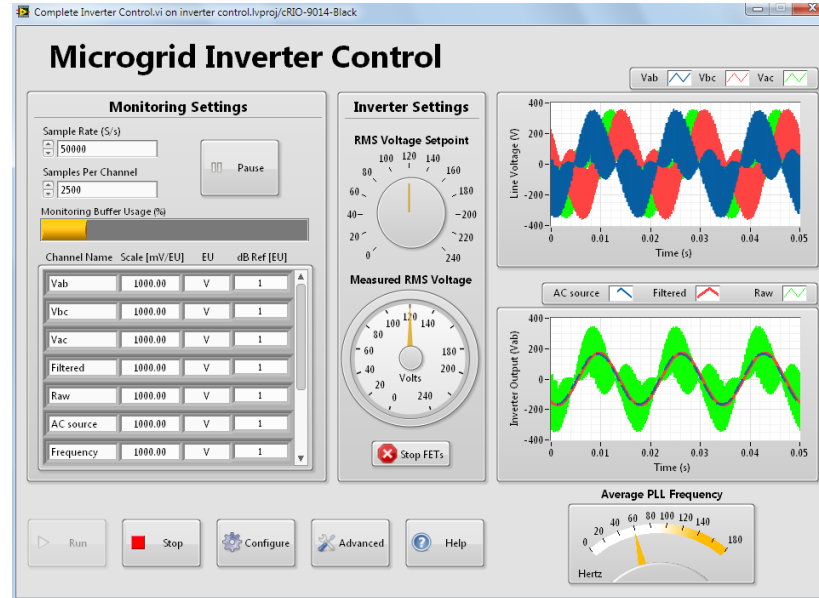 Complete Inverter Control.vi on inverter control.lvproj/cRIO-9014-Black
Microgrid Inverter Control
Monitoring Settings
Sample Rate (S/s)
50000
Samples Per Channel
2500
Pause
Monitoring Buffer Usage (%)
Channel Name Scale [mV/EU] EU dB Ref [EU]
Vab 1000.00 V 1
Vbc 1000.00 V 1
Vac 1000.00 V 1
Filtered 1000.00 V 1
Raw 1000.00 V 1
AC source 1000.00 V 1
Frequency 1000.00 V 1
Inverter Settings
RMS Voltage Setpoint
0 20 40 60 80 100 120 140 160 180 200 220 240
Measured RMS Voltage
0 20 40 60 80 100 120 140 180 200 240
Volts
Stop FETs
Vab Vbc Vac
Line Voltage (V)
400
200
0
-200
-400
0 0.01 0.02 0.03 0.04 0.05
Time (s)
AC source Filtered Raw
Inverter Output (Vab)
400
200
0
-200
-400
0 0.01 0.02 0.03 0.04 0.05
Time (s)
Average PLL Frequency
0 20 40 60 80 100 120 140 180
Hertz
Run Stop Configure Advanced Help